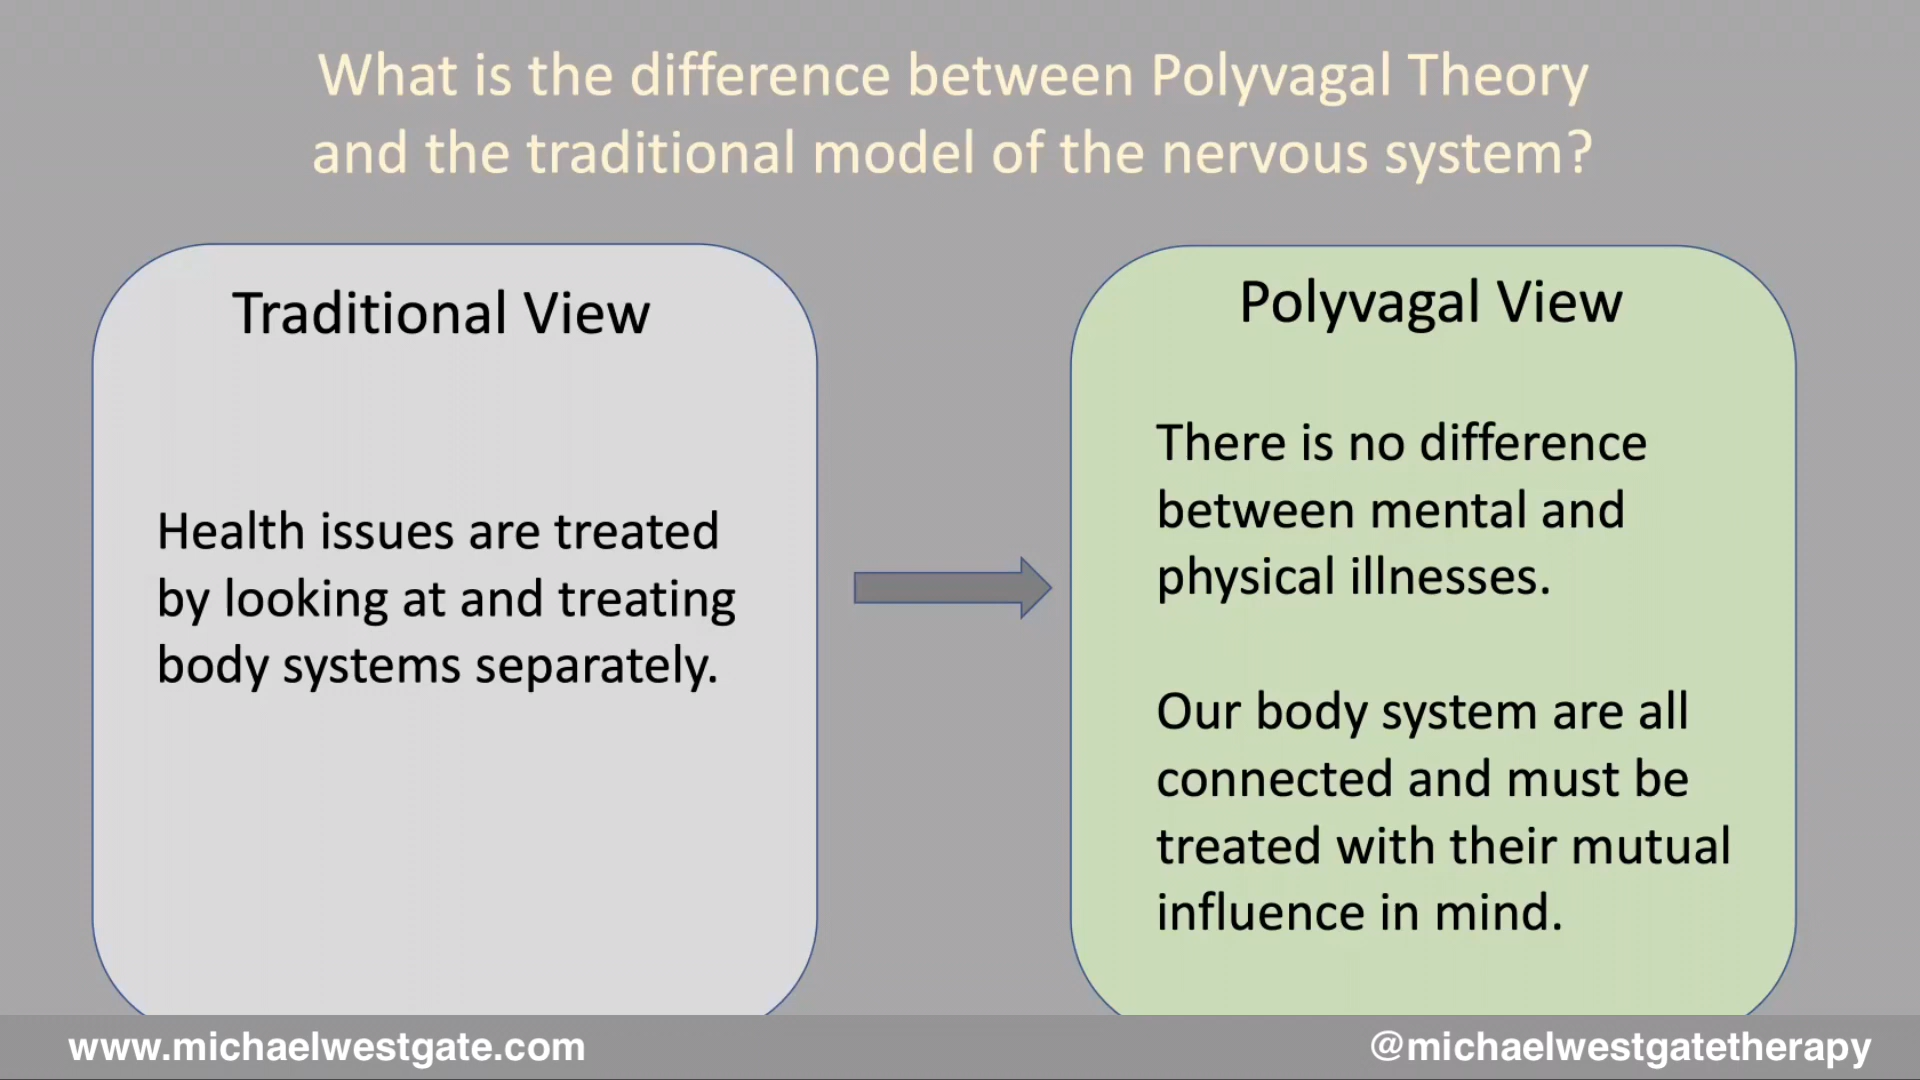 What is the difference between Polyvagal Theory
and the traditional model of the nervous system?
Traditional View
Health issues are treated
by looking at and treating
body systems separately.
Polyvagal View
There is no difference
between mental and
physical illnesses.
Our body system are all
connected and must be
treated with their mutual
influence in mind.
www.michaelwestgate.com
@michaelwestgatetherapy